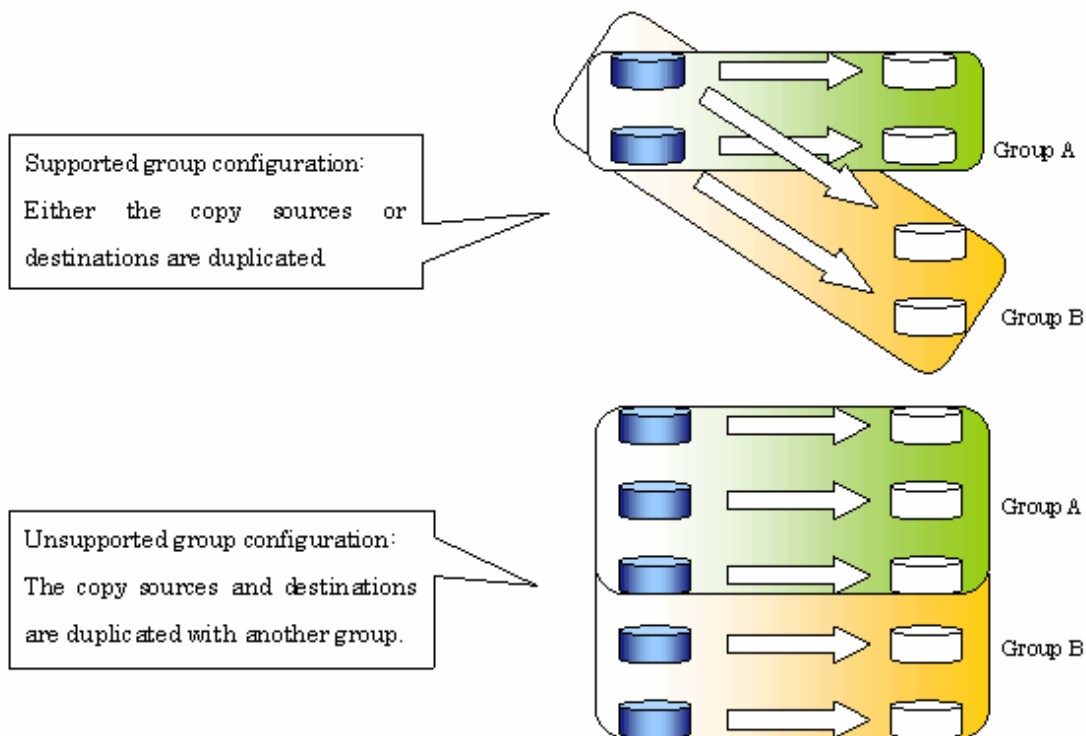 Supported group configuration:
Either the copy sources or
destinations are duplicated.
Group A
Group B
Unsupported group configuration:
The copy sources and destinations
are duplicated with another group.
Group A
Group B